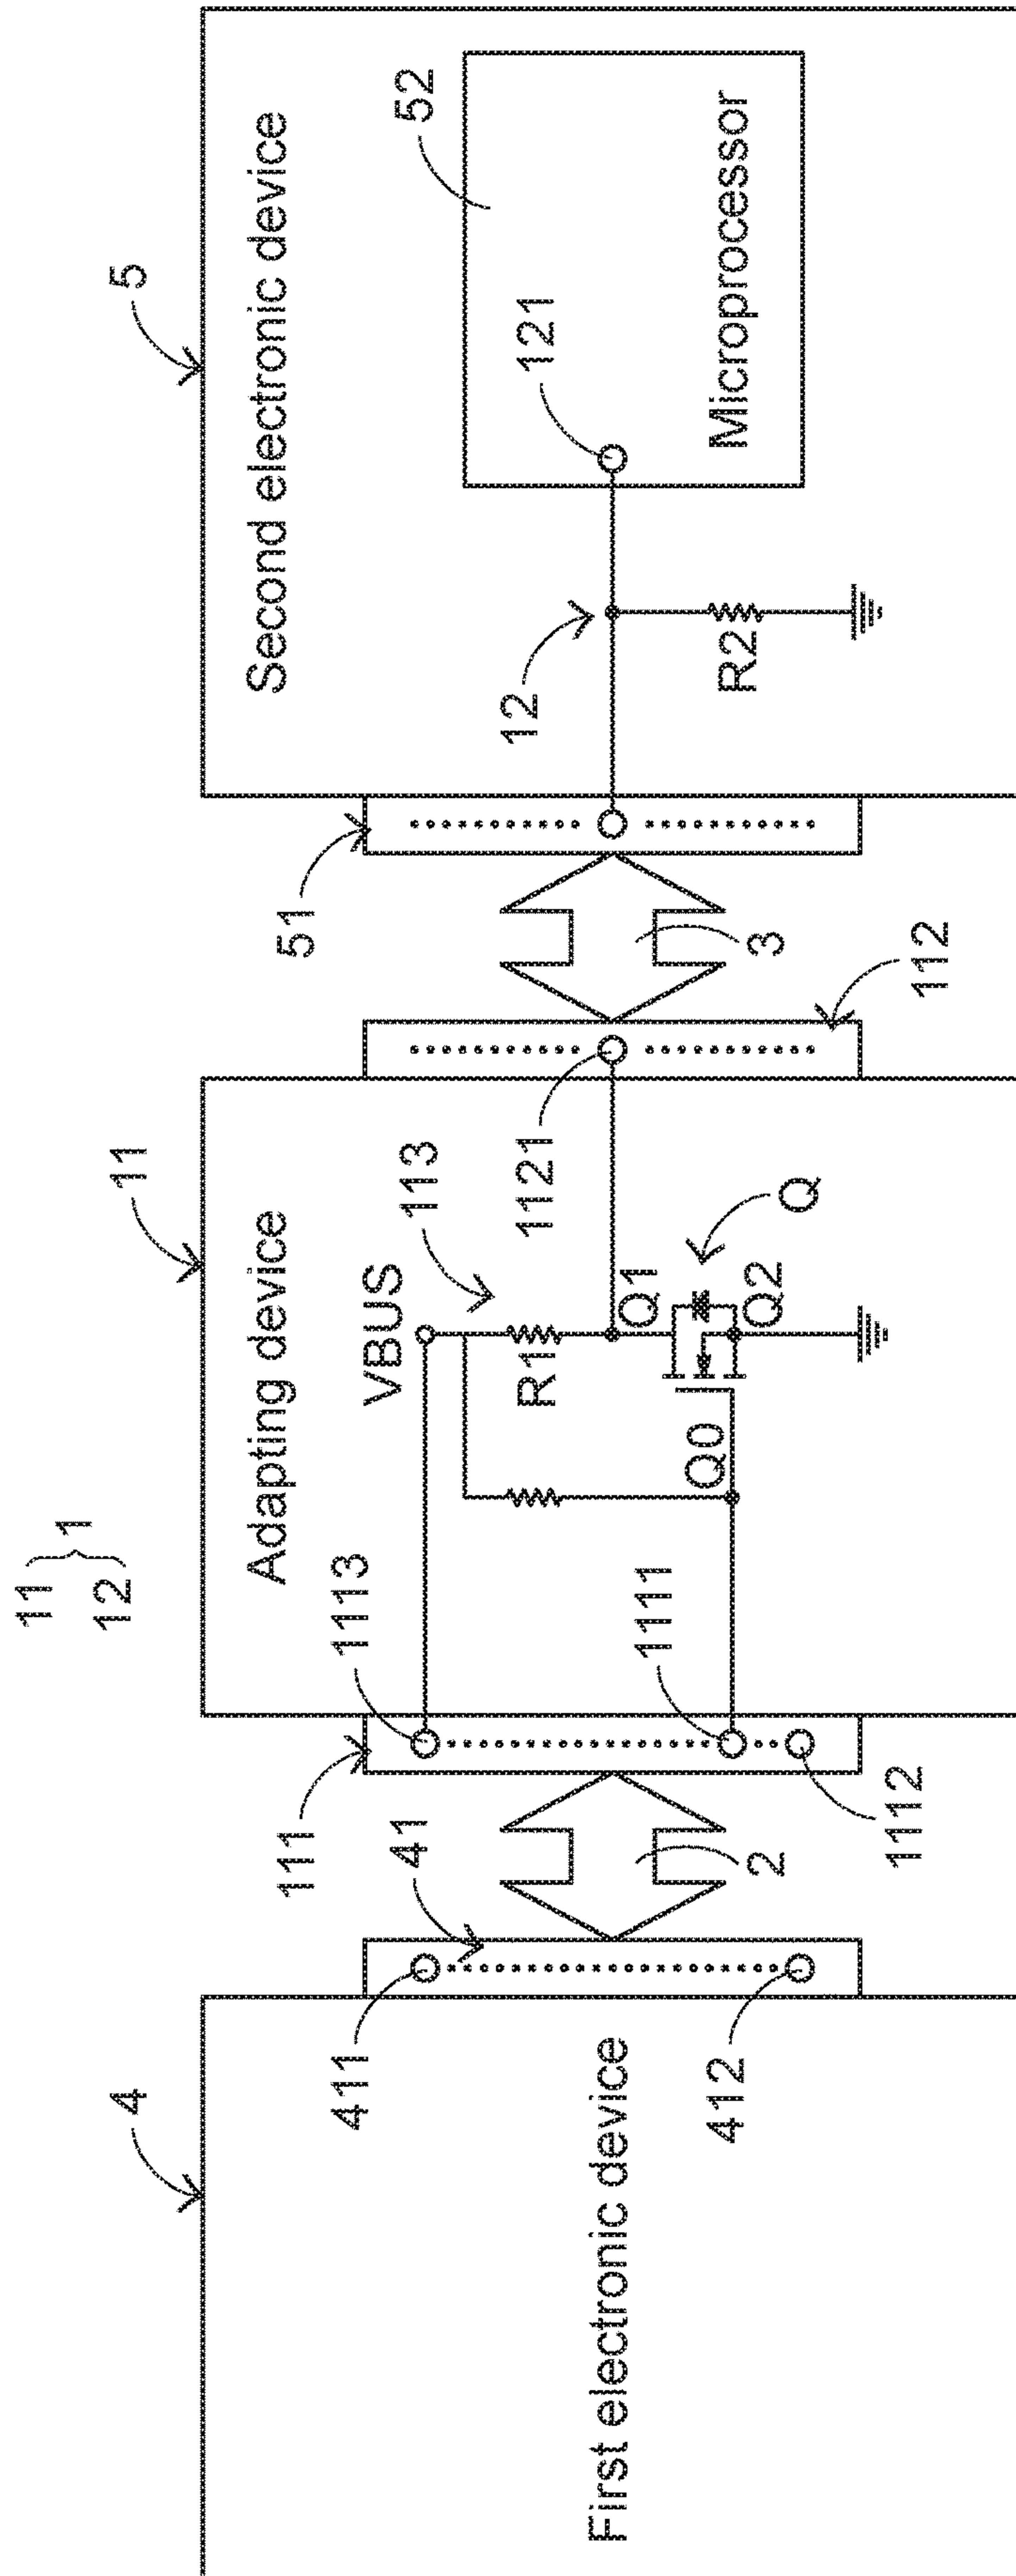 11
12
1
4
11
5
First electronic device
411
41
412
2
111
1113
1111
1112
Adapting device
VBUS
113
R1
Q0
Q1
Q2
Q
1121
112
3
51
Second electronic device
12
R2
121
52
Microprocessor